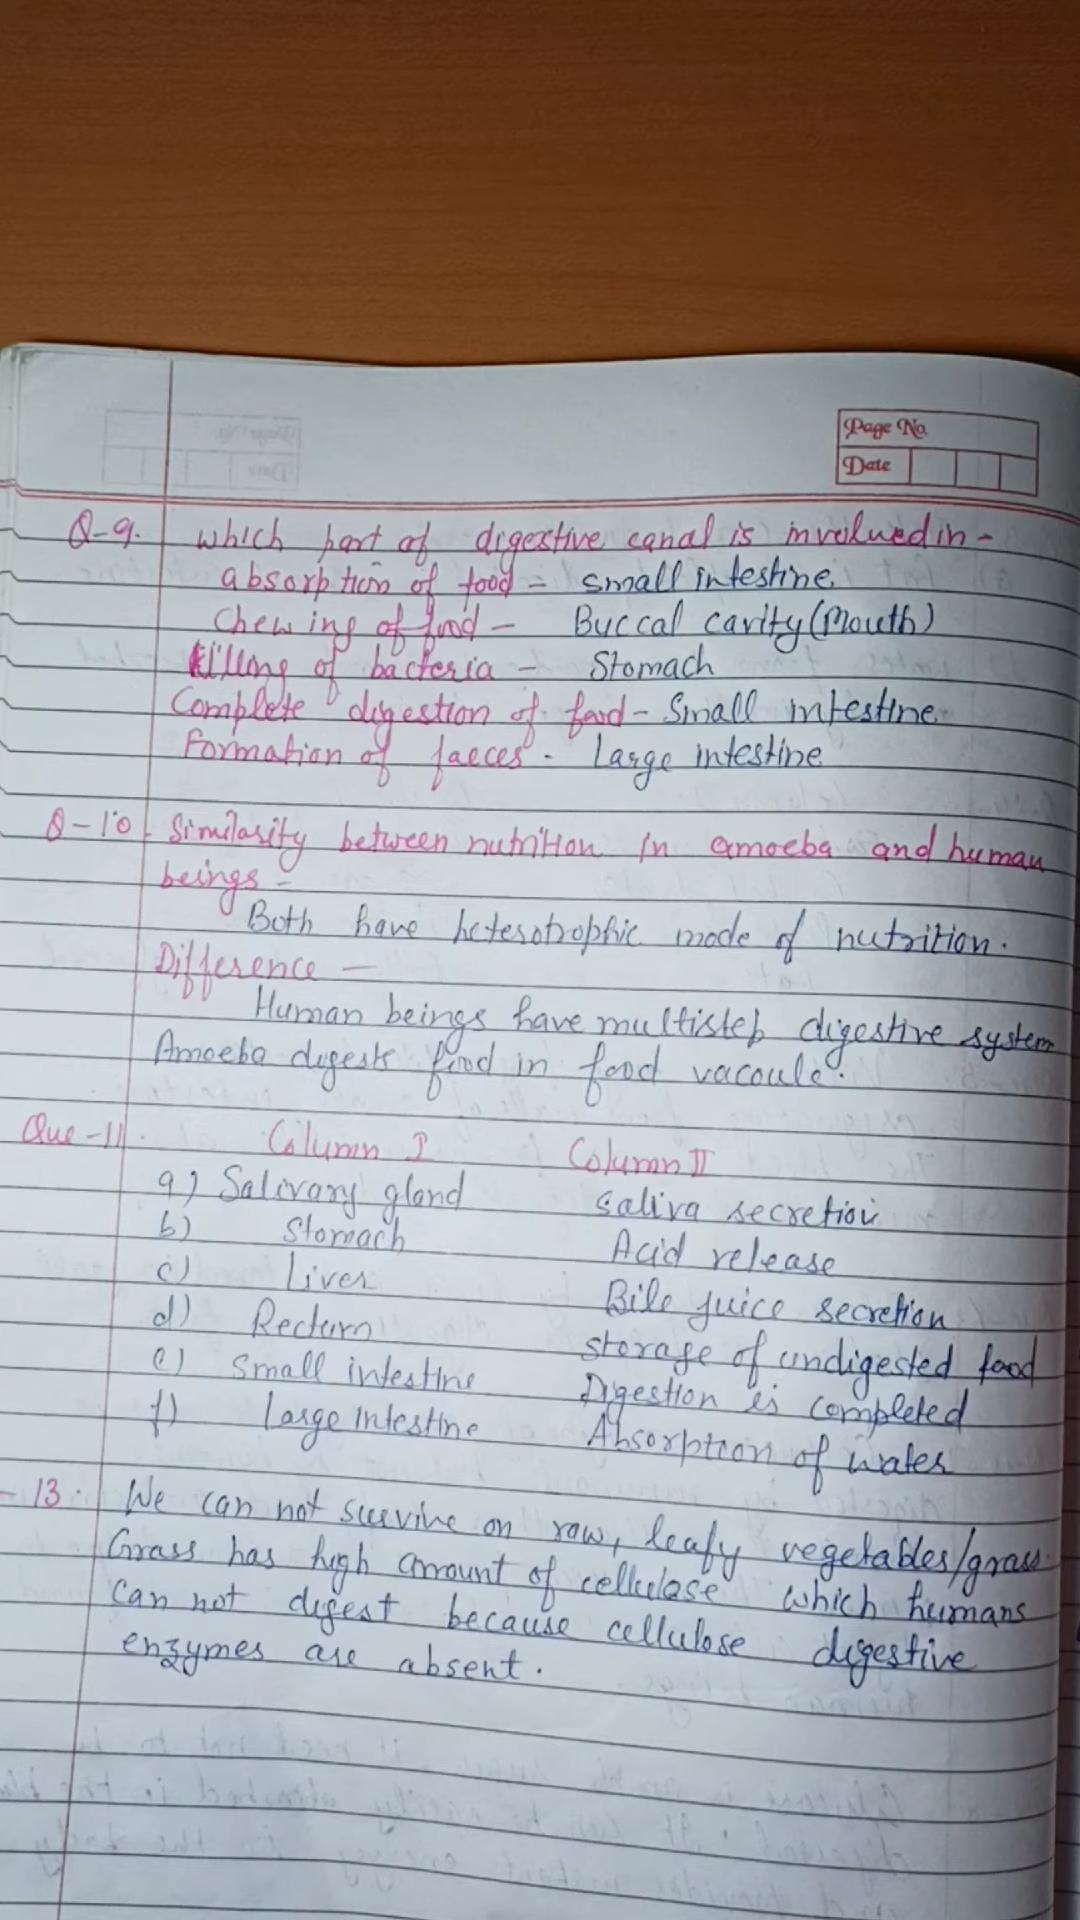 Page No.
Date
Q-9. which part of digestive canal is involued in -
absorption of food - small intestine
Chewing of food - Buccal cavity (Mouth)
Killing of bacteria - Stomach
Complete digestion of food - Small intestine
Formation of faeces - Large intestine
Q-10 Similarity between nutrition in amoeba and human
beings -
Both have heterotrophic mode of nutrition.
Difference -
Human beings have multistep digestive system
Amoeba digests food in food vacoule.
Que-11. Column I Column II
a) Salivary gland saliva secretion
b) Stomach Acid release
c) Liver Bile juice secretion
d) Rectum storage of undigested food
e) Small intestine Digestion is completed
f) Large intestine Absorption of water
- 13. We can not survive on raw, leafy vegetables/grass.
Grass has high amount of cellulose which humans
can not digest because cellulose digestive
enzymes are absent.